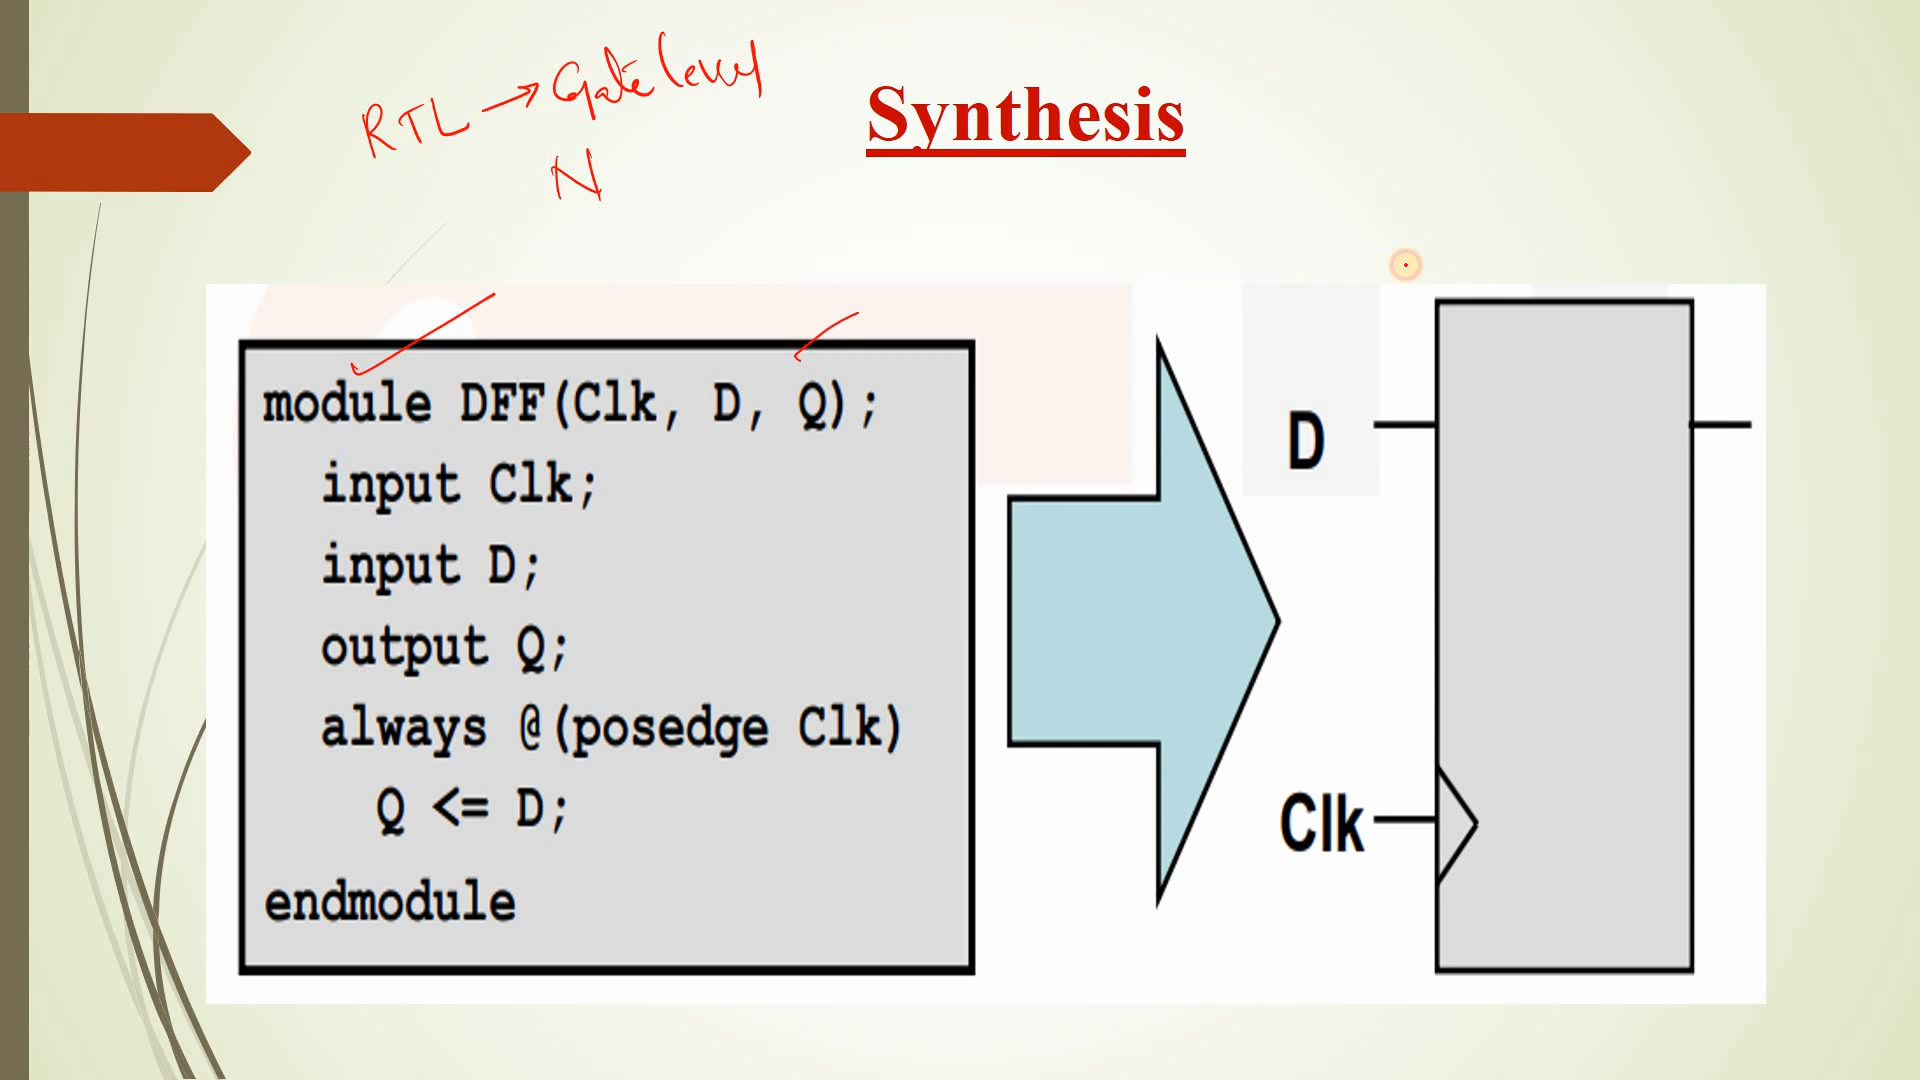 RTL → Gate level
N
Synthesis
module DFF(Clk, D, Q);
input Clk;
input D;
output Q;
always @(posedge Clk)
Q <= D;
endmodule
D
Clk